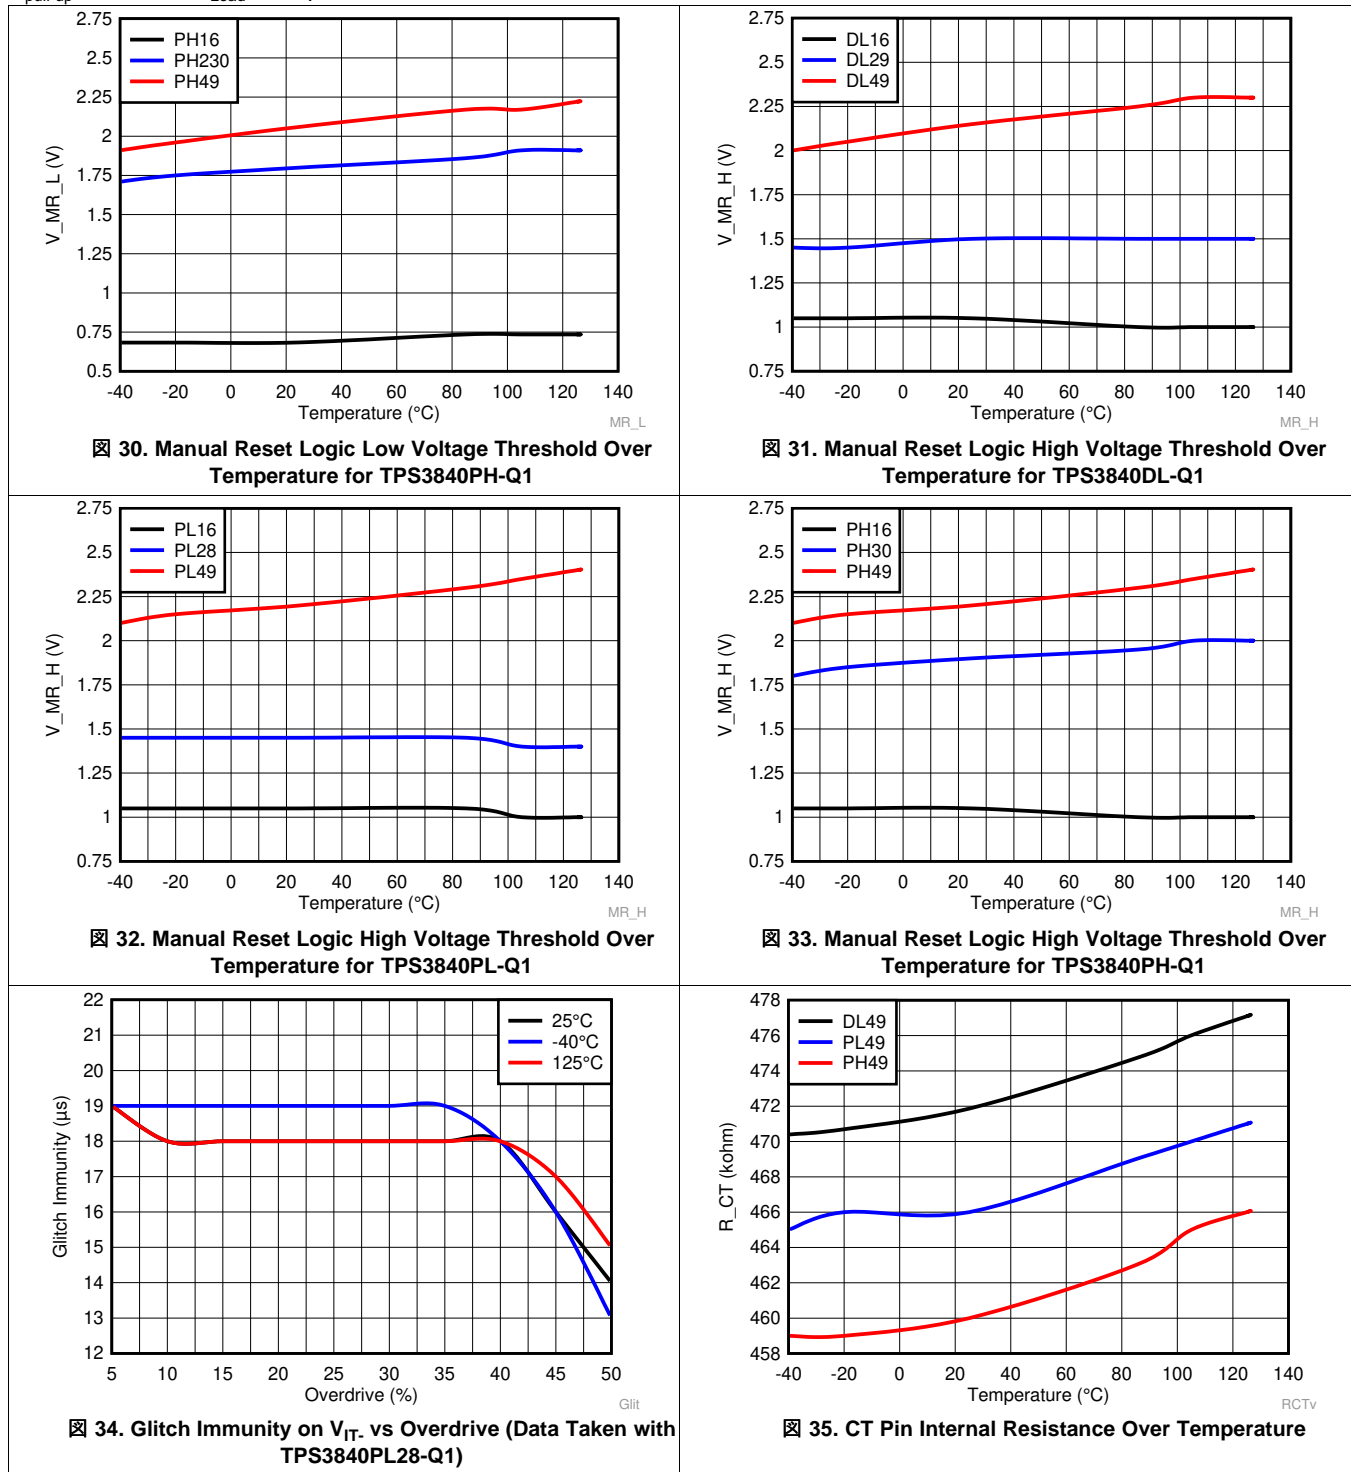 2.75
2.5
2.25
2
1.75
1.5
1.25
1
0.75
0.5
V_MR_L (V)
PH16
PH230
PH49
-40 -20 0 20 40 60 80 100 120 140
Temperature (°C)
MR_L
図 30. Manual Reset Logic Low Voltage Threshold Over
Temperature for TPS3840PH-Q1
2.75
2.5
2.25
2
1.75
1.5
1.25
1
0.75
V_MR_H (V)
DL16
DL29
DL49
-40 -20 0 20 40 60 80 100 120 140
Temperature (°C)
MR_H
図 31. Manual Reset Logic High Voltage Threshold Over
Temperature for TPS3840DL-Q1
2.75
2.5
2.25
2
1.75
1.5
1.25
1
0.75
V_MR_H (V)
PL16
PL28
PL49
-40 -20 0 20 40 60 80 100 120 140
Temperature (°C)
MR_H
図 32. Manual Reset Logic High Voltage Threshold Over
Temperature for TPS3840PL-Q1
2.75
2.5
2.25
2
1.75
1.5
1.25
1
0.75
V_MR_H (V)
PH16
PH30
PH49
-40 -20 0 20 40 60 80 100 120 140
Temperature (°C)
MR_H
図 33. Manual Reset Logic High Voltage Threshold Over
Temperature for TPS3840PH-Q1
22
21
20
19
18
17
16
15
14
13
12
Glitch Immunity (µs)
25°C
-40°C
125°C
5 10 15 20 25 30 35 40 45 50
Overdrive (%)
Glit
図 34. Glitch Immunity on VIT- vs Overdrive (Data Taken with
TPS3840PL28-Q1)
478
476
474
472
470
468
466
464
462
460
458
R_CT (kohm)
DL49
PL49
PH49
-40 -20 0 20 40 60 80 100 120 140
Temperature (°C)
RCTv
図 35. CT Pin Internal Resistance Over Temperature